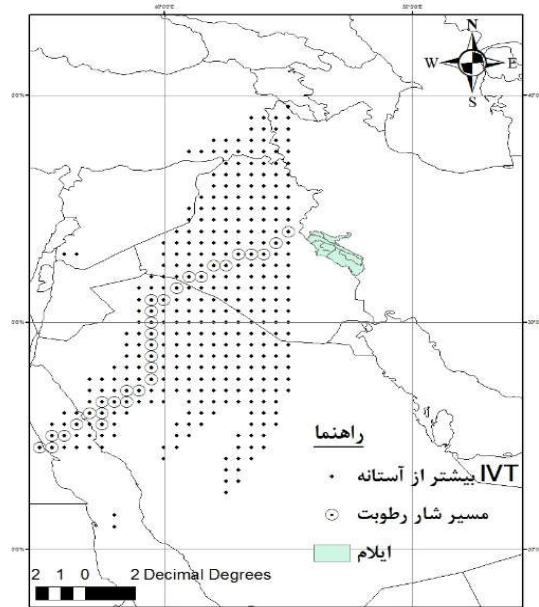 N
W E
S
راهنما
IVT بیشتر از آستانه
مسیر شار رطوبت
ایلام
2 1 0 2 Decimal Degrees